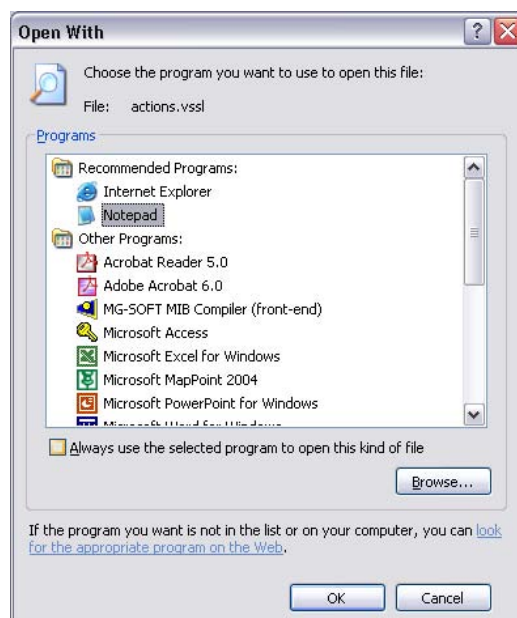 Open With
Choose the program you want to use to open this file:
File: actions.vssl
Programs
Recommended Programs:
Internet Explorer
Notepad
Other Programs:
Acrobat Reader 5.0
Adobe Acrobat 6.0
MG-SOFT MIB Compiler (front-end)
Microsoft Access
Microsoft Excel for Windows
Microsoft MapPoint 2004
Microsoft PowerPoint for Windows
Microsoft Word for Windows
Always use the selected program to open this kind of file
Browse...
If the program you want is not in the list or on your computer, you can look
for the appropriate program on the Web.
OK
Cancel